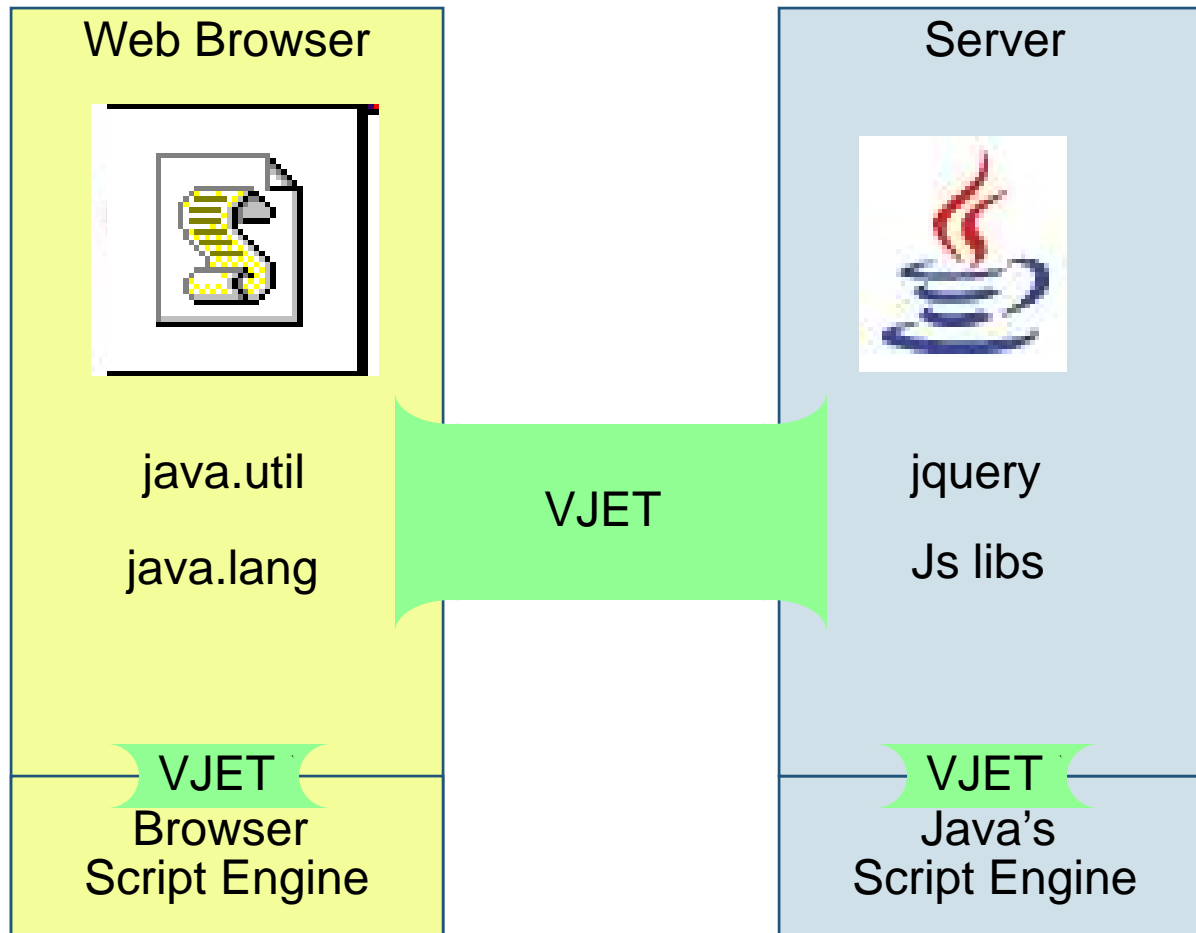 Web Browser
Server
java.util
java.lang
VJET
jquery
Js libs
VJET
Browser
Script Engine
VJET
Java’s
Script Engine